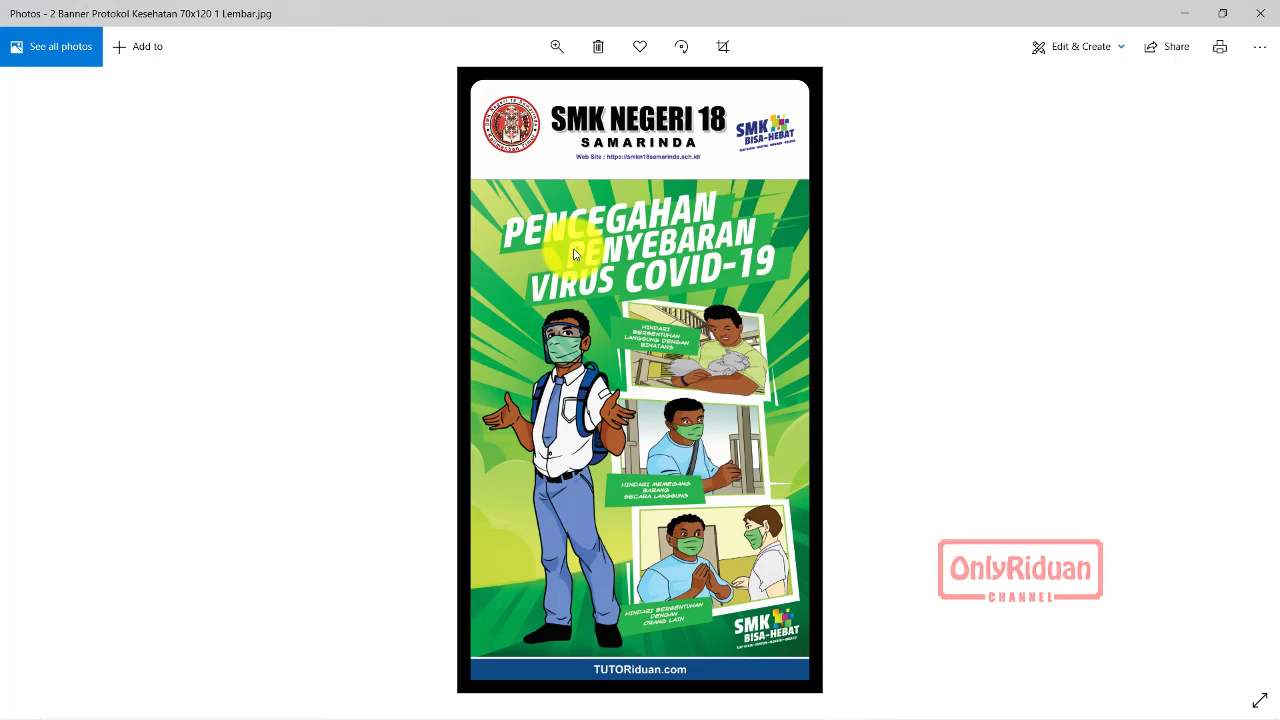 Photos - 2 Banner Protokol Kesehatan 70x120 1 Lembar.jpg
See all photos
Add to
Edit & Create
Share
SMK NEGERI 18
SAMARINDA
Web Site : https://smkn18samarinda.sch.id/
SMK
BISA-HEBAT
PENCEGAHAN
PENYEBARAN
VIRUS COVID-19
HINDARI
BERSENTUHAN
LANGSUNG DENGAN
BINATANG
HINDARI MEMEGANG
BARANG
SECARA LANGSUNG
HINDARI BERSENTUHAN
DENGAN
ORANG LAIN
SMK
BISA-HEBAT
TUTORiduan.com
OnlyRiduan
CHANNEL